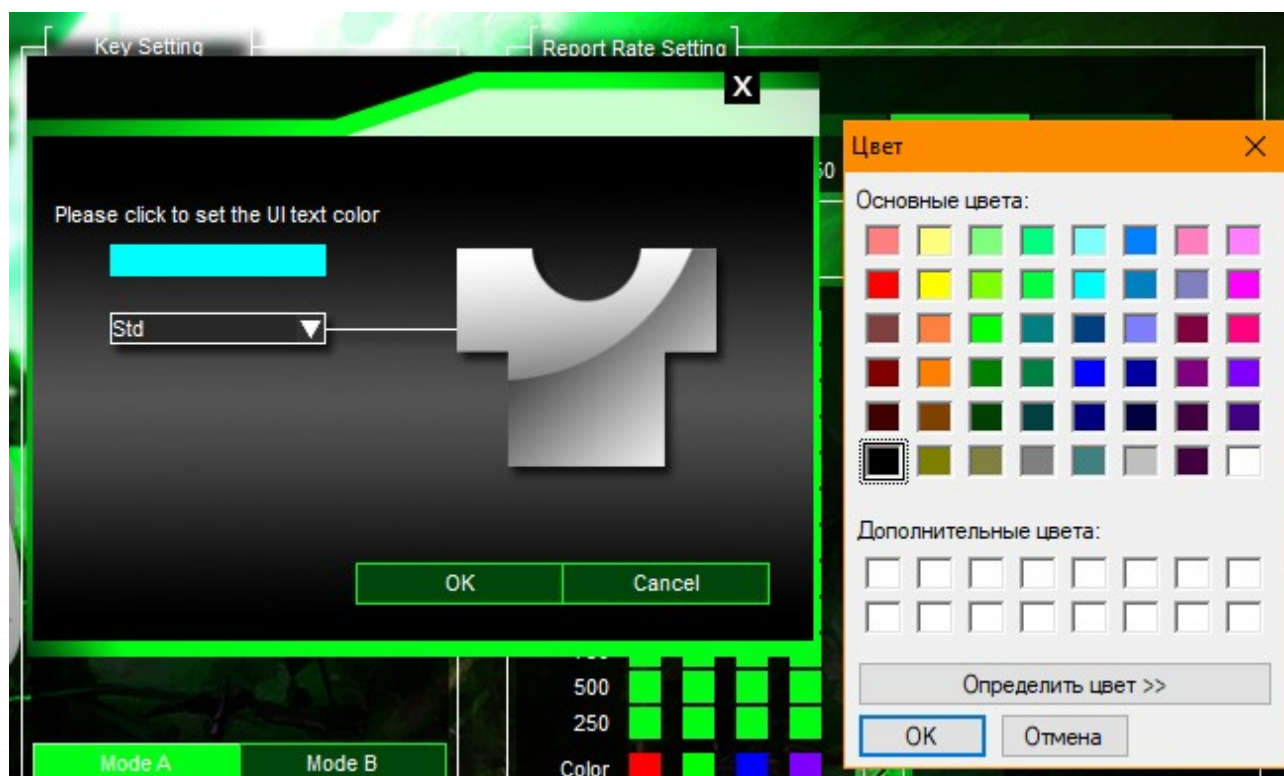 Key Setting
Report Rate Setting
X
Цвет
Основные цвета:
Please click to set the UI text color
Std
Дополнительные цвета:
OK
Cancel
Определить цвет >>
500
250
OK
Отмена
Mode A
Mode B
Color